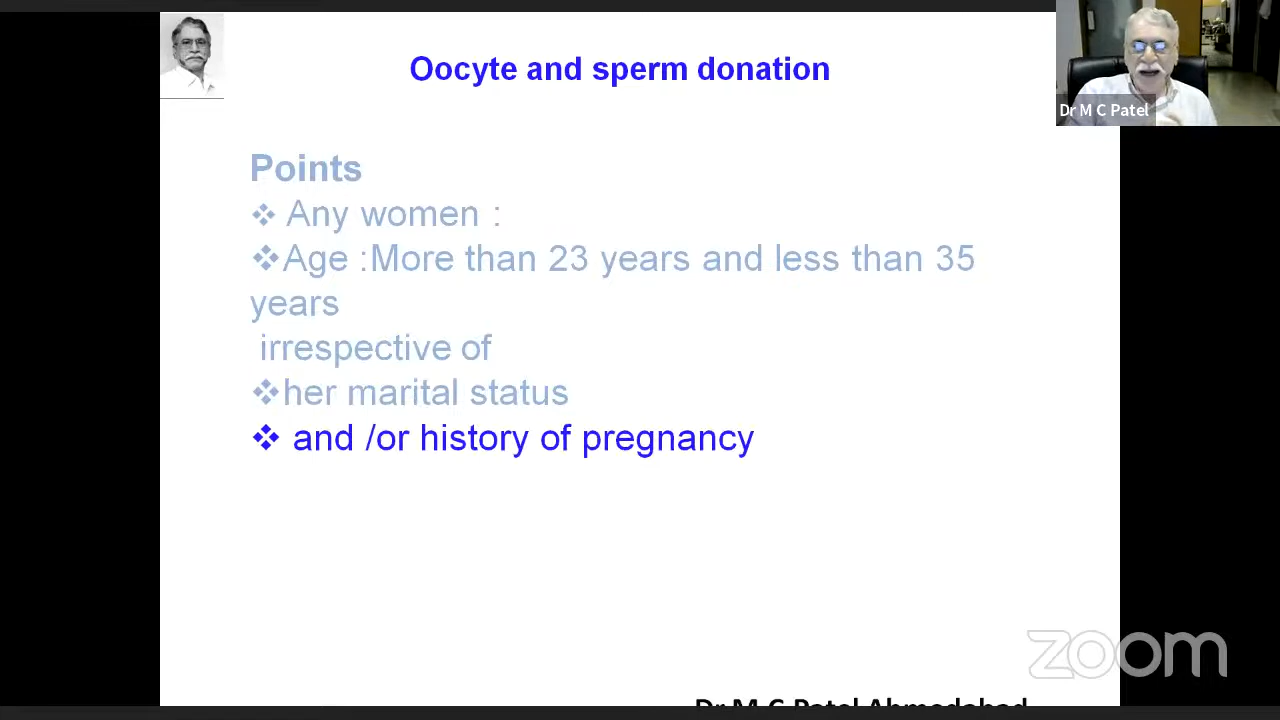 Oocyte and sperm donation
Dr M C Patel
Points
❖ Any women :
❖Age :More than 23 years and less than 35
years
irrespective of
❖her marital status
❖ and /or history of pregnancy
zoom
Dr M C Patel Ahmedabad